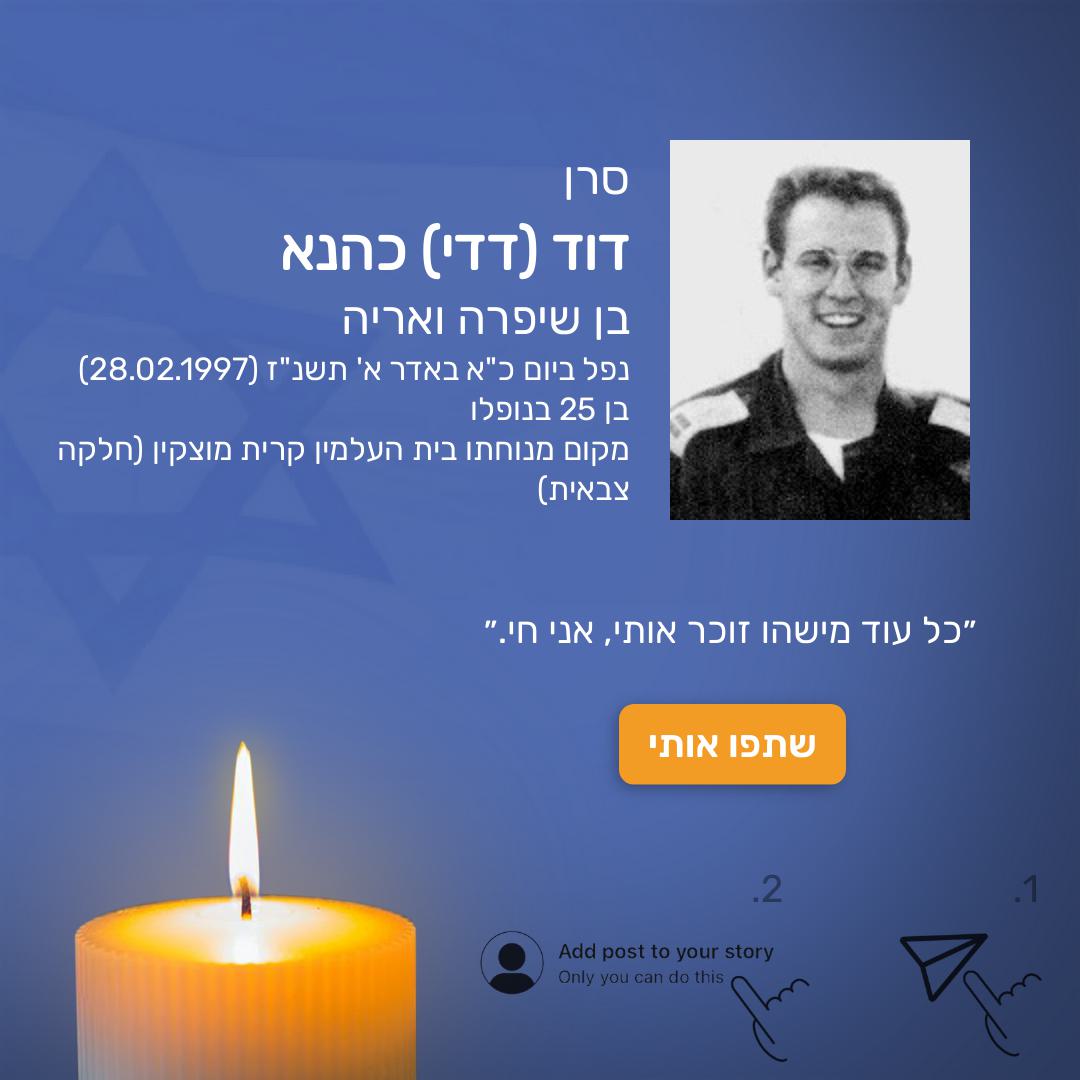 סרן
דוד (דדי) כהנא
בן שיפרה ואריה
נפל ביום כ"א באדר א' תשנ"ז (28.02.1997)
בן 25 בנופלו
מקום מנוחתו בית העלמין קרית מוצקין (חלקה
צבאית)
״כל עוד מישהו זוכר אותי, אני חי.״
שתפו אותי
1.
2.
Add post to your story
Only you can do this